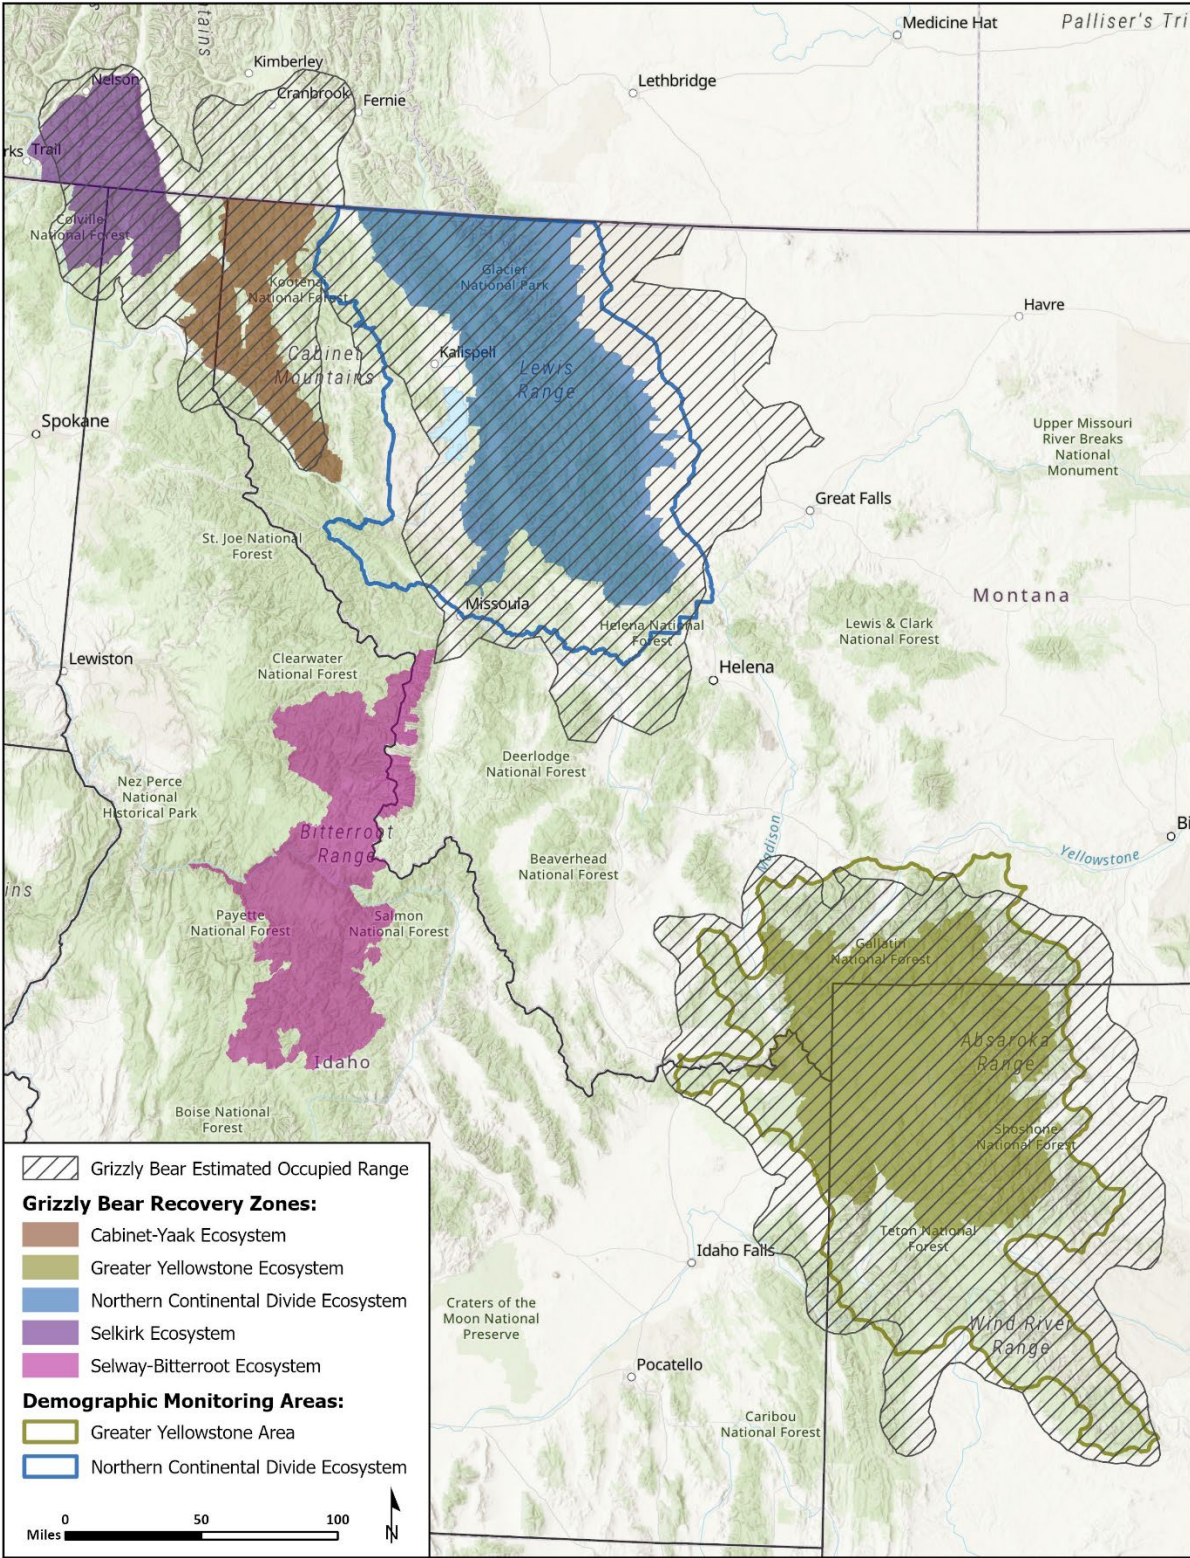 tains
Medicine Hat
Palliser's Tri
Kimberley
Nelson
Cranbrook
Fernie
Lethbridge
rks
Trail
Colville
National Forest
Kootenai
National Forest
Glacier
National Park
Havre
Cabinet
Mountains
Kalispell
Lewis
Range
Spokane
Upper Missouri
River Breaks
National
Monument
Great Falls
St. Joe National
Forest
Missoula
Montana
Helena National
Forest
Lewis & Clark
National Forest
Lewiston
Clearwater
National Forest
Helena
Deerlodge
National Forest
Nez Perce
National
Historical Park
Bitterroot
Range
Madison
Bi
Yellowstone
Beaverhead
National Forest
ins
Payette
National Forest
Salmon
National Forest
Gallatin
National Forest
Absaroka
Range
Idaho
Boise National
Forest
Shoshone
National Forest
Teton National
Forest
Idaho Falls
Craters of the
Moon National
Preserve
Wind River
Range
Pocatello
Caribou
National Forest
Grizzly Bear Estimated Occupied Range
Grizzly Bear Recovery Zones:
Cabinet-Yaak Ecosystem
Greater Yellowstone Ecosystem
Northern Continental Divide Ecosystem
Selkirk Ecosystem
Selway-Bitterroot Ecosystem
Demographic Monitoring Areas:
Greater Yellowstone Area
Northern Continental Divide Ecosystem
0 50 100
Miles
N